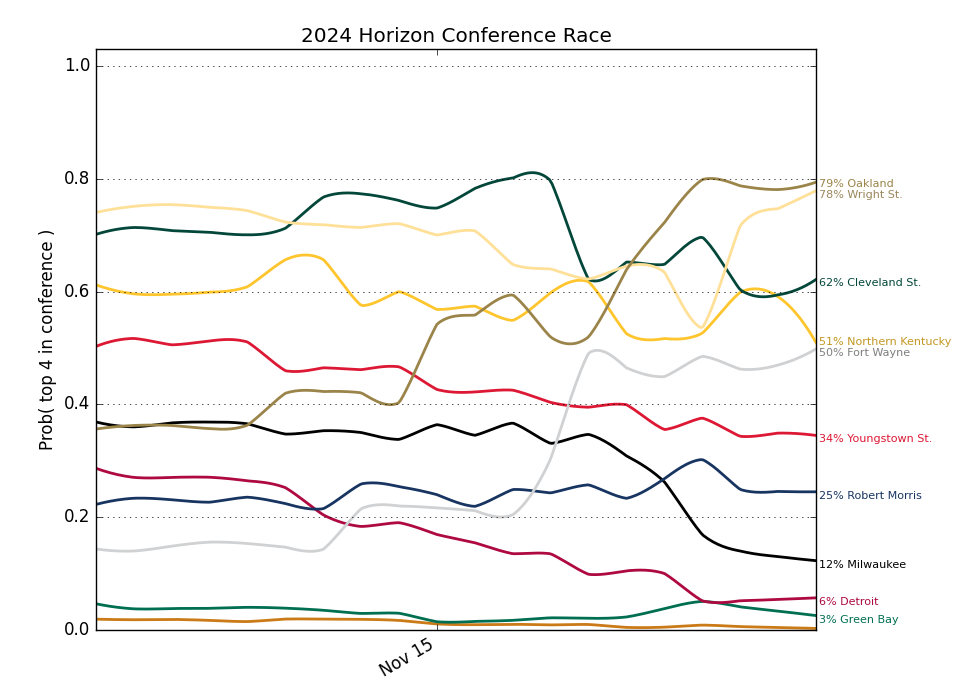 2024 Horizon Conference Race
1.0
0.8
0.6
0.4
0.2
0.0
Prob( top 4 in conference )
Nov 15
79% Oakland
78% Wright St.
62% Cleveland St.
51% Northern Kentucky
50% Fort Wayne
34% Youngstown St.
25% Robert Morris
12% Milwaukee
6% Detroit
3% Green Bay